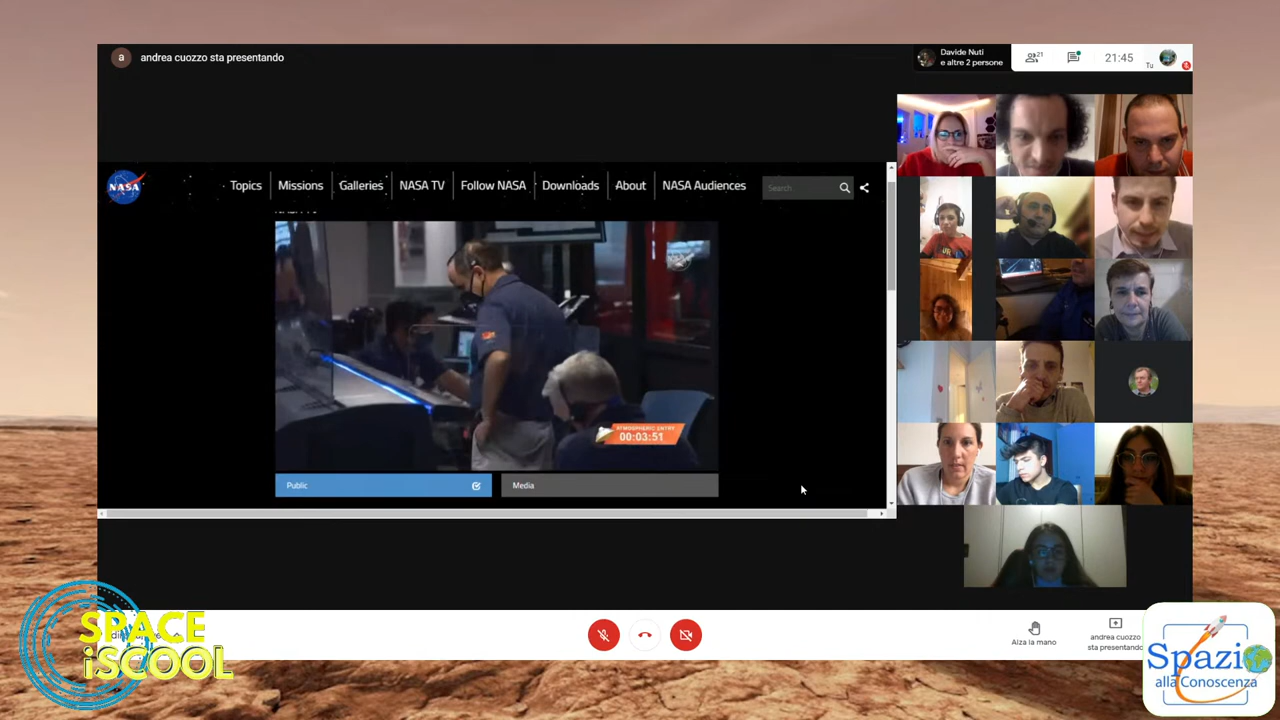 a
andrea cuozzo sta presentando
Davide Nuti
e altre 2 persone
21
21:45
Tu
NASA
Topics
Missions
Galleries
NASA TV
Follow NASA
Downloads
About
NASA Audiences
Search
ATMOSPHERIC ENTRY
00:03:51
Public
Media
SPACE
iSCOOL
Alza la mano
andrea cuozzo
sta presentando
Spazio
alla Conoscenza